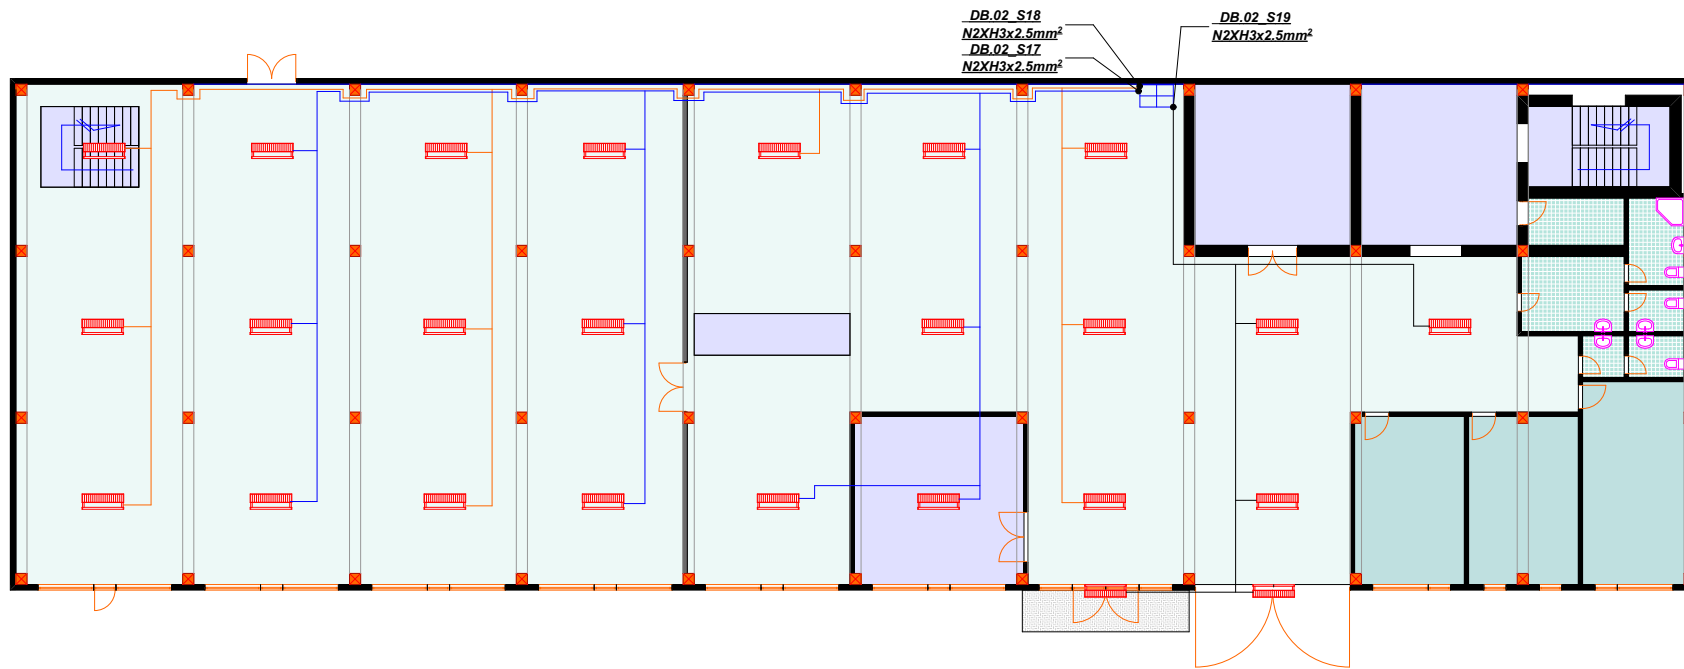 DB.02_S18
N2XH3x2.5mm²
DB.02_S17
N2XH3x2.5mm²
DB.02_S19
N2XH3x2.5mm²